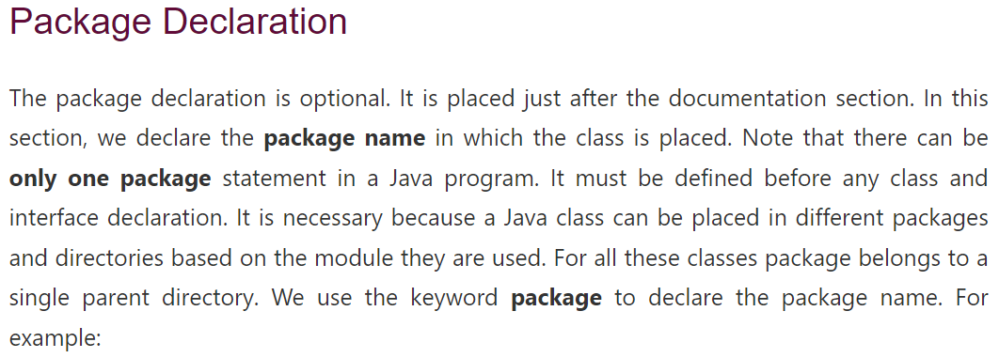 Package Declaration
The package declaration is optional. It is placed just after the documentation section. In this
section, we declare the package name in which the class is placed. Note that there can be
only one package statement in a Java program. It must be defined before any class and
interface declaration. It is necessary because a Java class can be placed in different packages
and directories based on the module they are used. For all these classes package belongs to a
single parent directory. We use the keyword package to declare the package name. For
example: